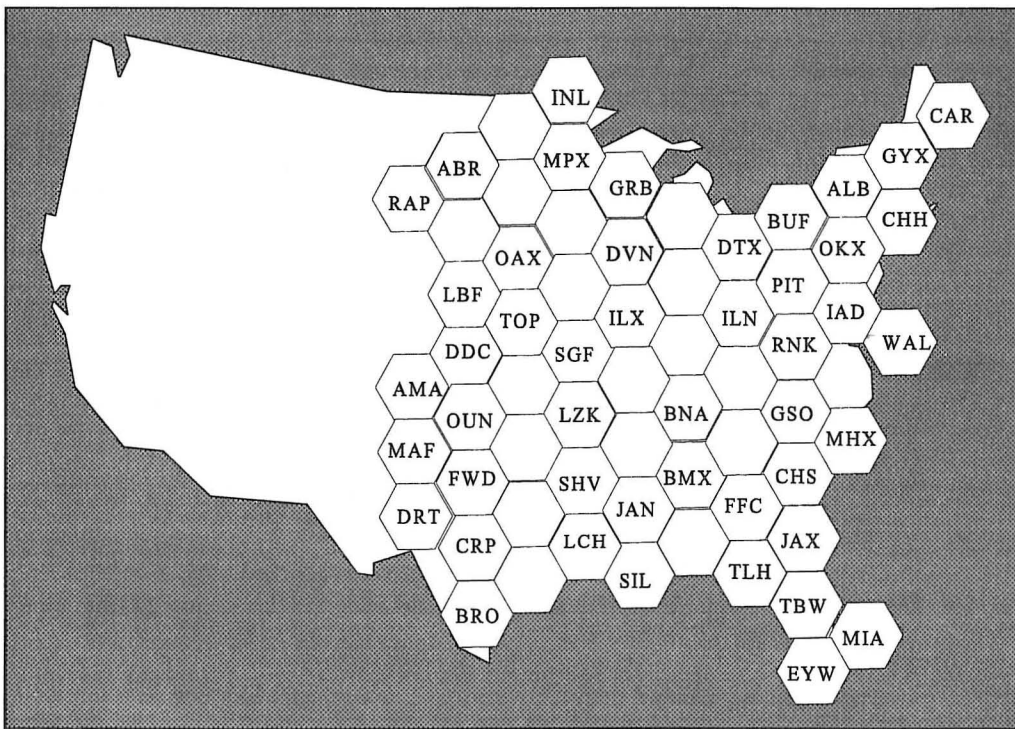 INL
CAR
MPX
GYX
ABR
GRB
ALB
RAP
BUF
CHH
OAX
DVN
DTX
OKX
LBF
PIT
TOP
ILX
ILN
IAD
DDC
SGF
RNK
WAL
AMA
OUN
LZK
BNA
GSO
MHX
MAF
FWD
SHV
BMX
CHS
DRT
JAN
FFC
CRP
LCH
JAX
SIL
TLH
BRO
TBW
MIA
EYW